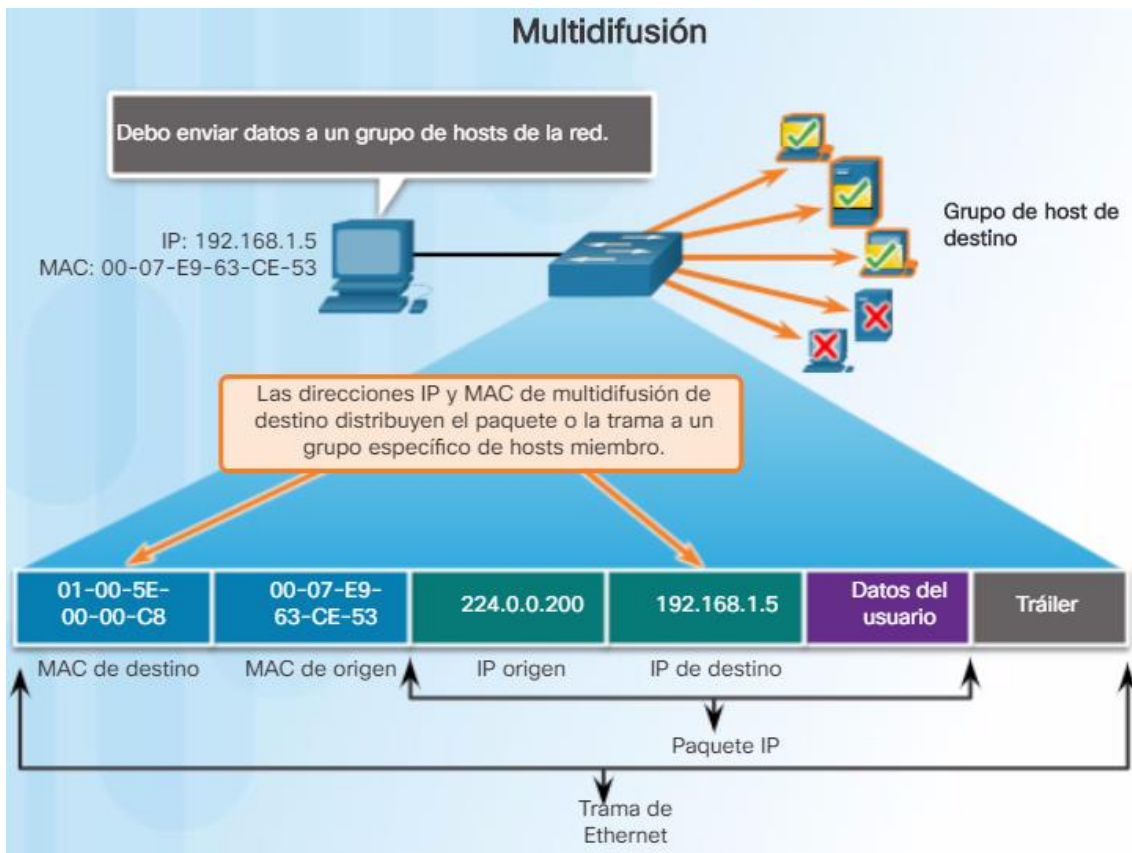 Multidifusión
Debo enviar datos a un grupo de hosts de la red.
IP: 192.168.1.5
MAC: 00-07-E9-63-CE-53
Grupo de host de
destino
Las direcciones IP y MAC de multidifusión de
destino distribuyen el paquete o la trama a un
grupo específico de hosts miembro.
01-00-5E-
00-00-C8
00-07-E9-
63-CE-53
224.0.0.200
192.168.1.5
Datos del
usuario
Tráiler
MAC de destino
MAC de origen
IP origen
IP de destino
Paquete IP
Trama de
Ethernet